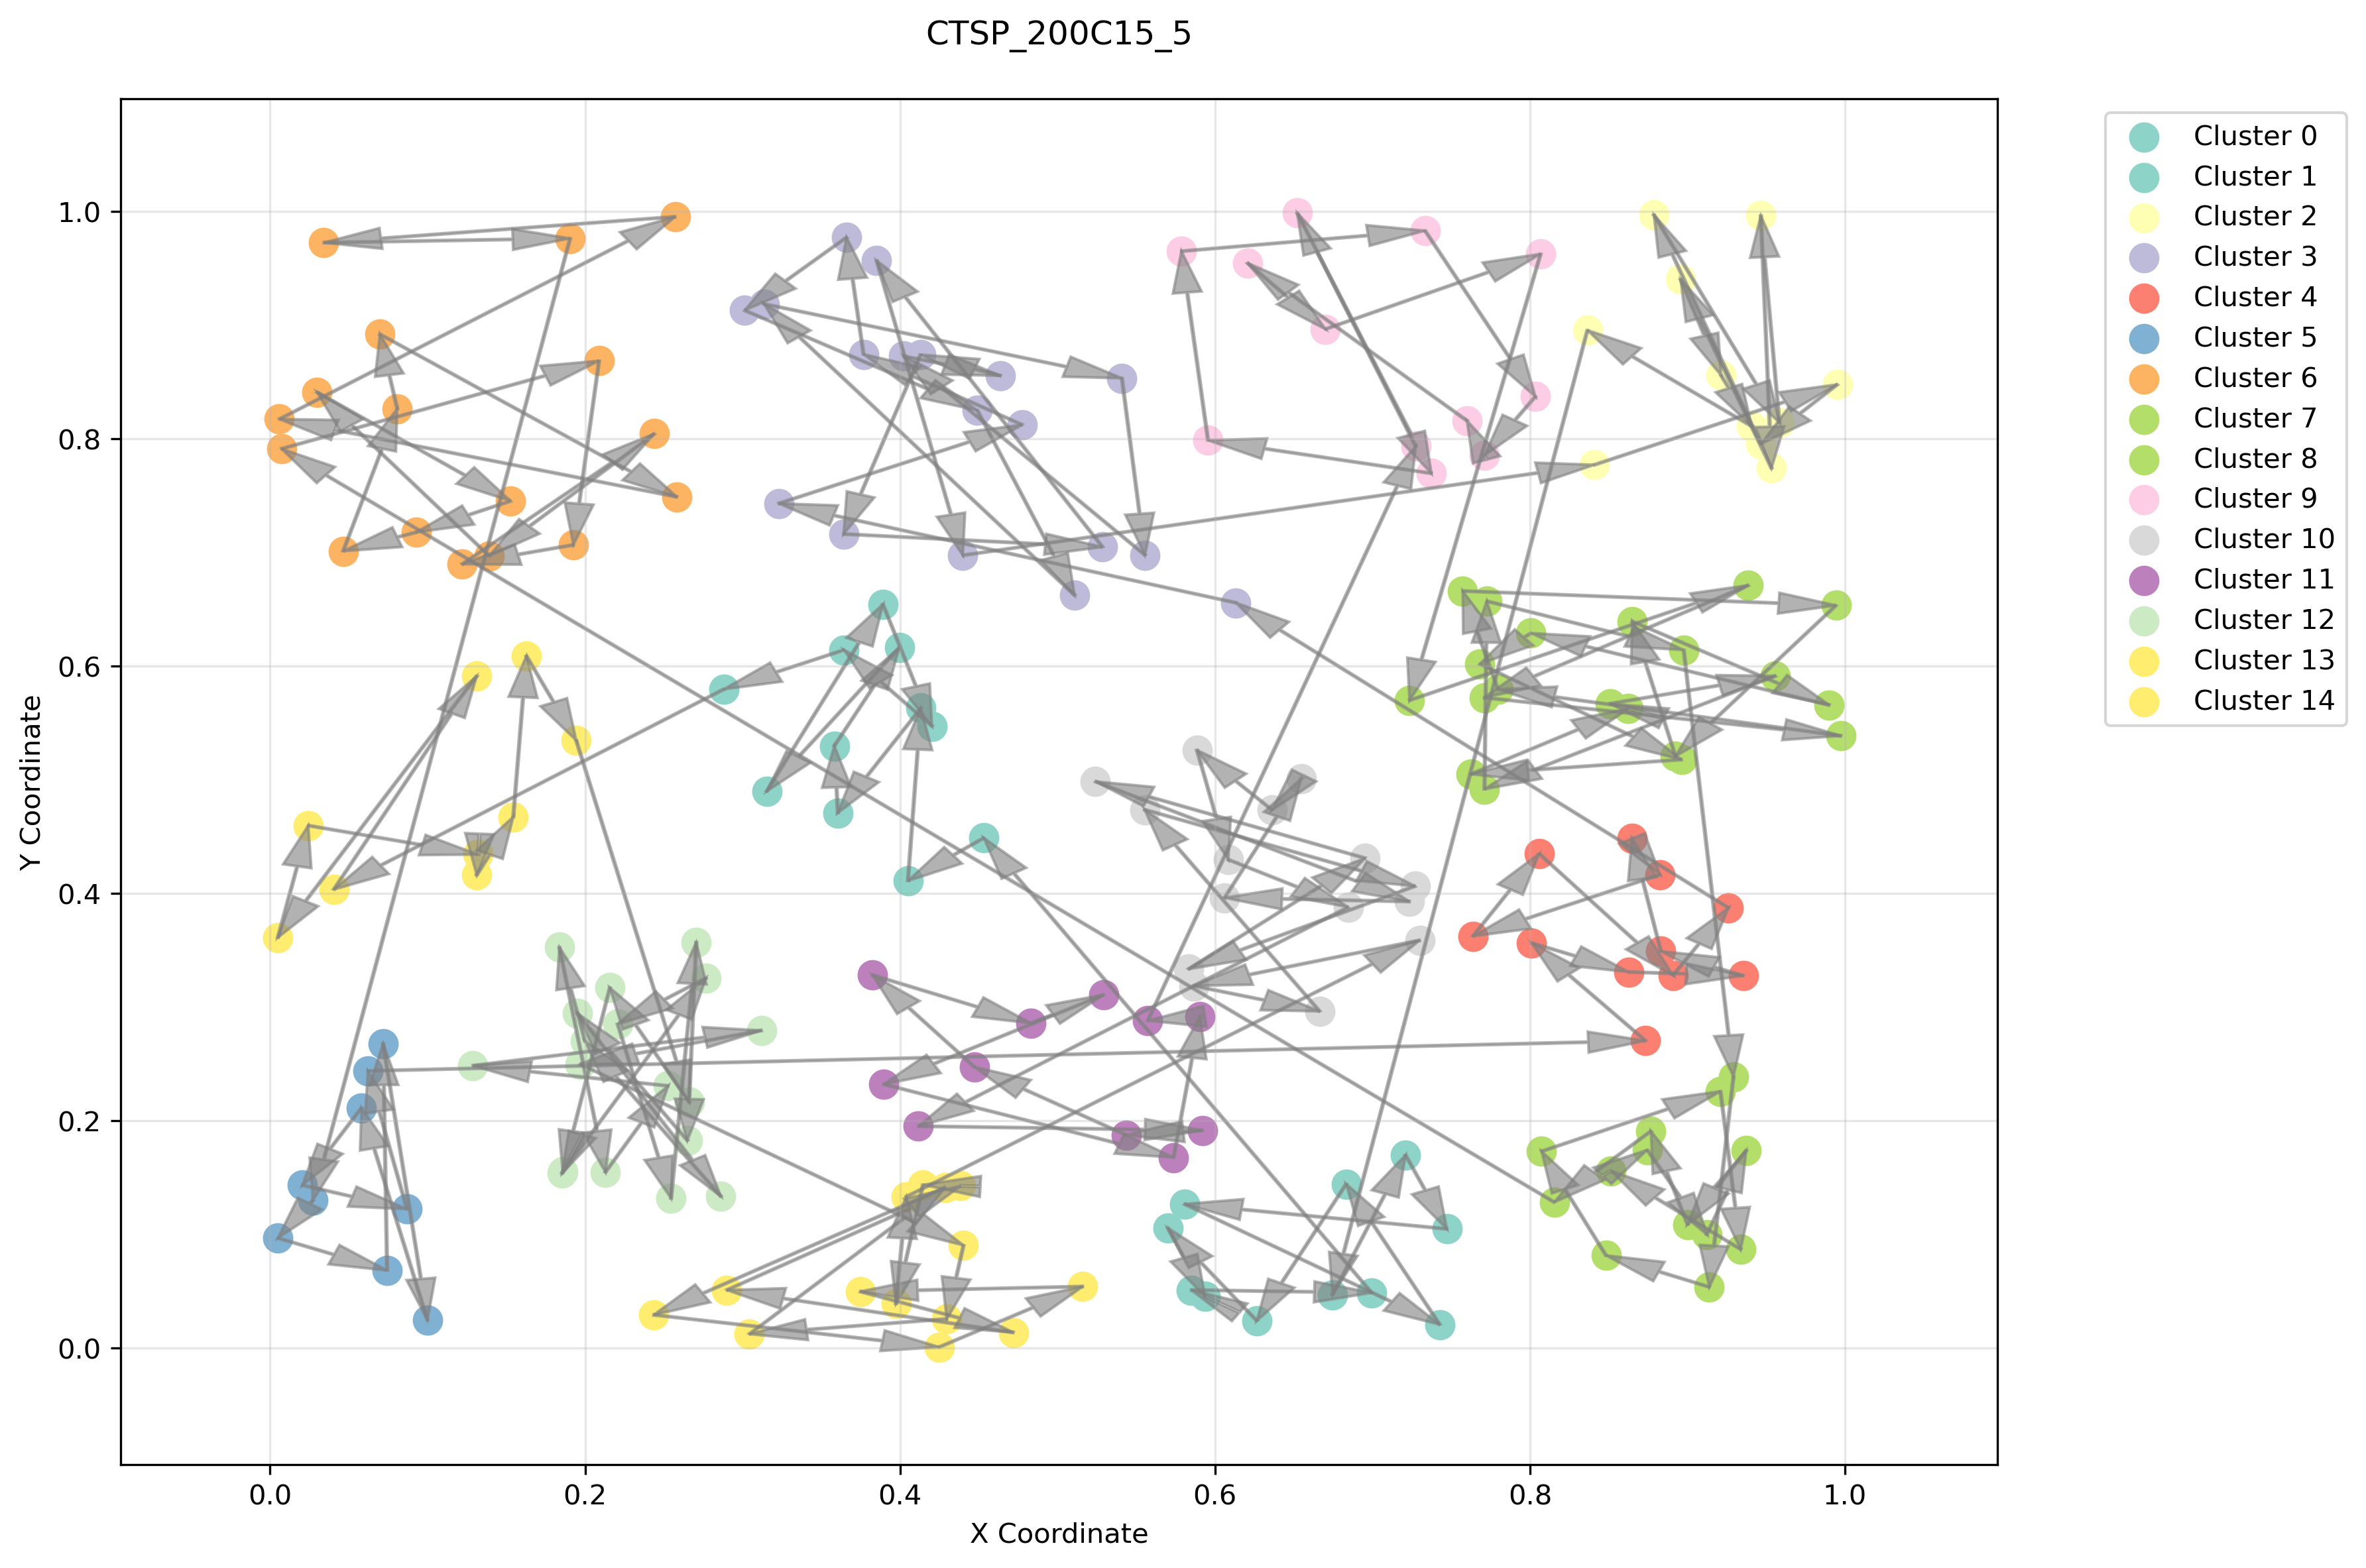 CTSP_200C15_5
1.0
0.8
0.6
0.4
0.2
0.0
Y Coordinate
0.0 0.2 0.4 0.6 0.8 1.0
X Coordinate
Cluster 0
Cluster 1
Cluster 2
Cluster 3
Cluster 4
Cluster 5
Cluster 6
Cluster 7
Cluster 8
Cluster 9
Cluster 10
Cluster 11
Cluster 12
Cluster 13
Cluster 14